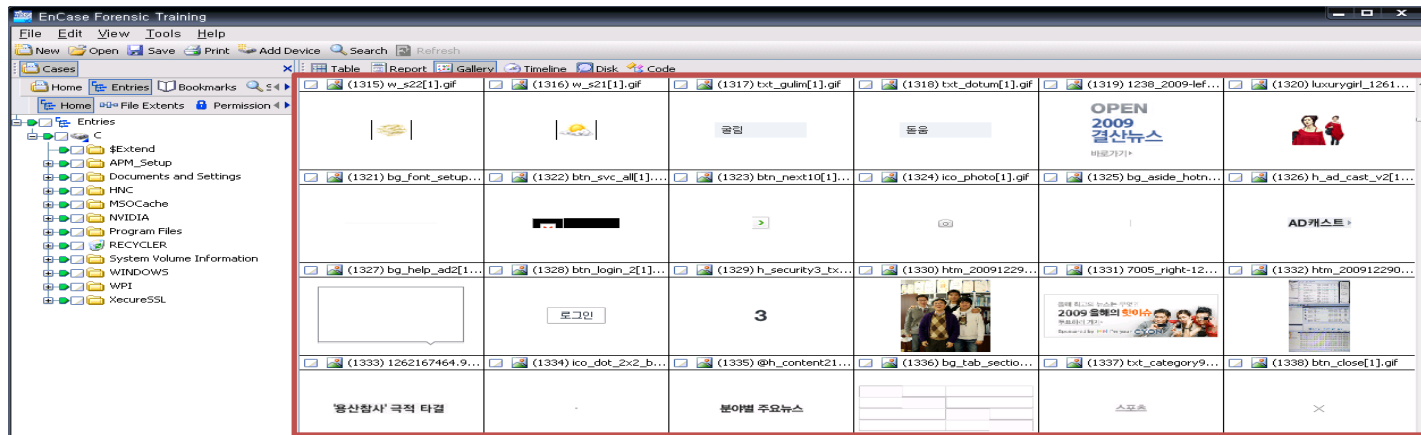 EnCase Forensic Training
File Edit View Tools Help
New Open Save Print Add Device Search Refresh
Cases
Table Report Gallery Timeline Disk Code
Home Entries Bookmarks
Home File Extents Permission
Entries
C
$Extend
APM_Setup
Documents and Settings
HNC
MSOCache
NVIDIA
Program Files
RECYCLER
System Volume Information
WINDOWS
WPI
XecureSSL
(1315) w_s22[1].gif
(1316) w_s21[1].gif
(1317) txt_gulim[1].gif
(1318) txt_dotum[1].gif
(1319) 1238_2009-lef...
(1320) luxurygirl_1261...
굴림
돋움
OPEN
2009
결산뉴스
바로가기
(1321) bg_font_setup...
(1322) btn_svc_all[1]....
(1323) btn_next10[1]...
(1324) ico_photo[1].gif
(1325) bg_aside_hotn...
(1326) h_ad_cast_v2[1...
AD캐스트
(1327) bg_help_ad2[1...
(1328) btn_login_2[1]...
(1329) h_security3_tx...
(1330) htm_20091229...
(1331) 7005_right-12...
(1332) htm_200912290...
로그인
3
2009 올해의 핫이슈
CYON
(1333) 1262167464.9...
(1334) ico_dot_2x2_b...
(1335) @h_content21...
(1336) bg_tab_sectio...
(1337) txt_category9...
(1338) btn_close[1].gif
'용산참사' 극적 타결
분야별 주요뉴스
스포츠